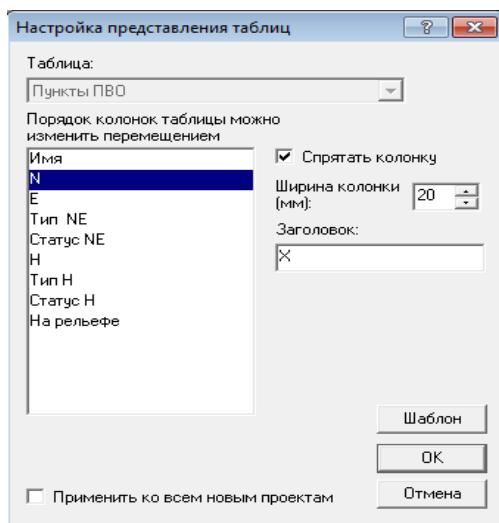 Настройка представления таблиц
Таблица:
Пункты ПВО
Порядок колонок таблицы можно
изменить перемещением
Имя
N
E
Тип NE
Статус NE
H
Тип H
Статус H
На рельефе
Спрятать колонку
Ширина колонки
(мм):
20
Заголовок:
X
Шаблон
OK
Применить ко всем новым проектам
Отмена